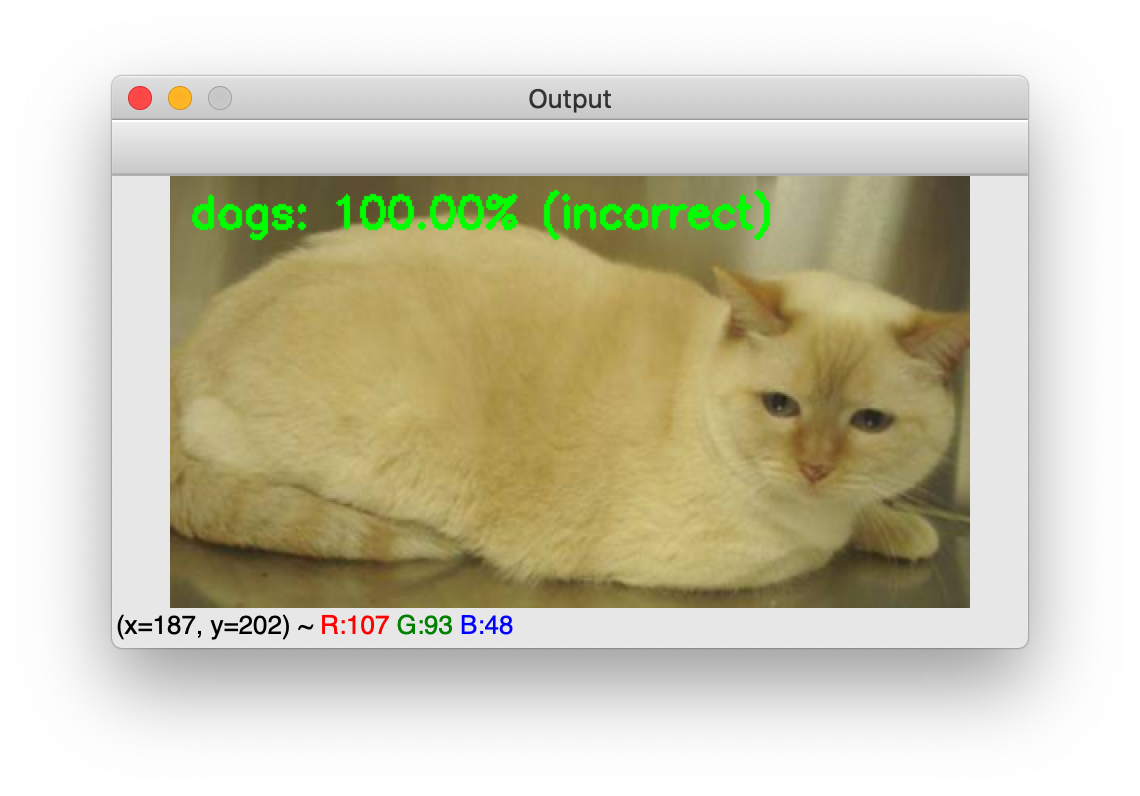 Output
dogs: 100.00% (incorrect)
(x=187, y=202) ~ R:107 G:93 B:48